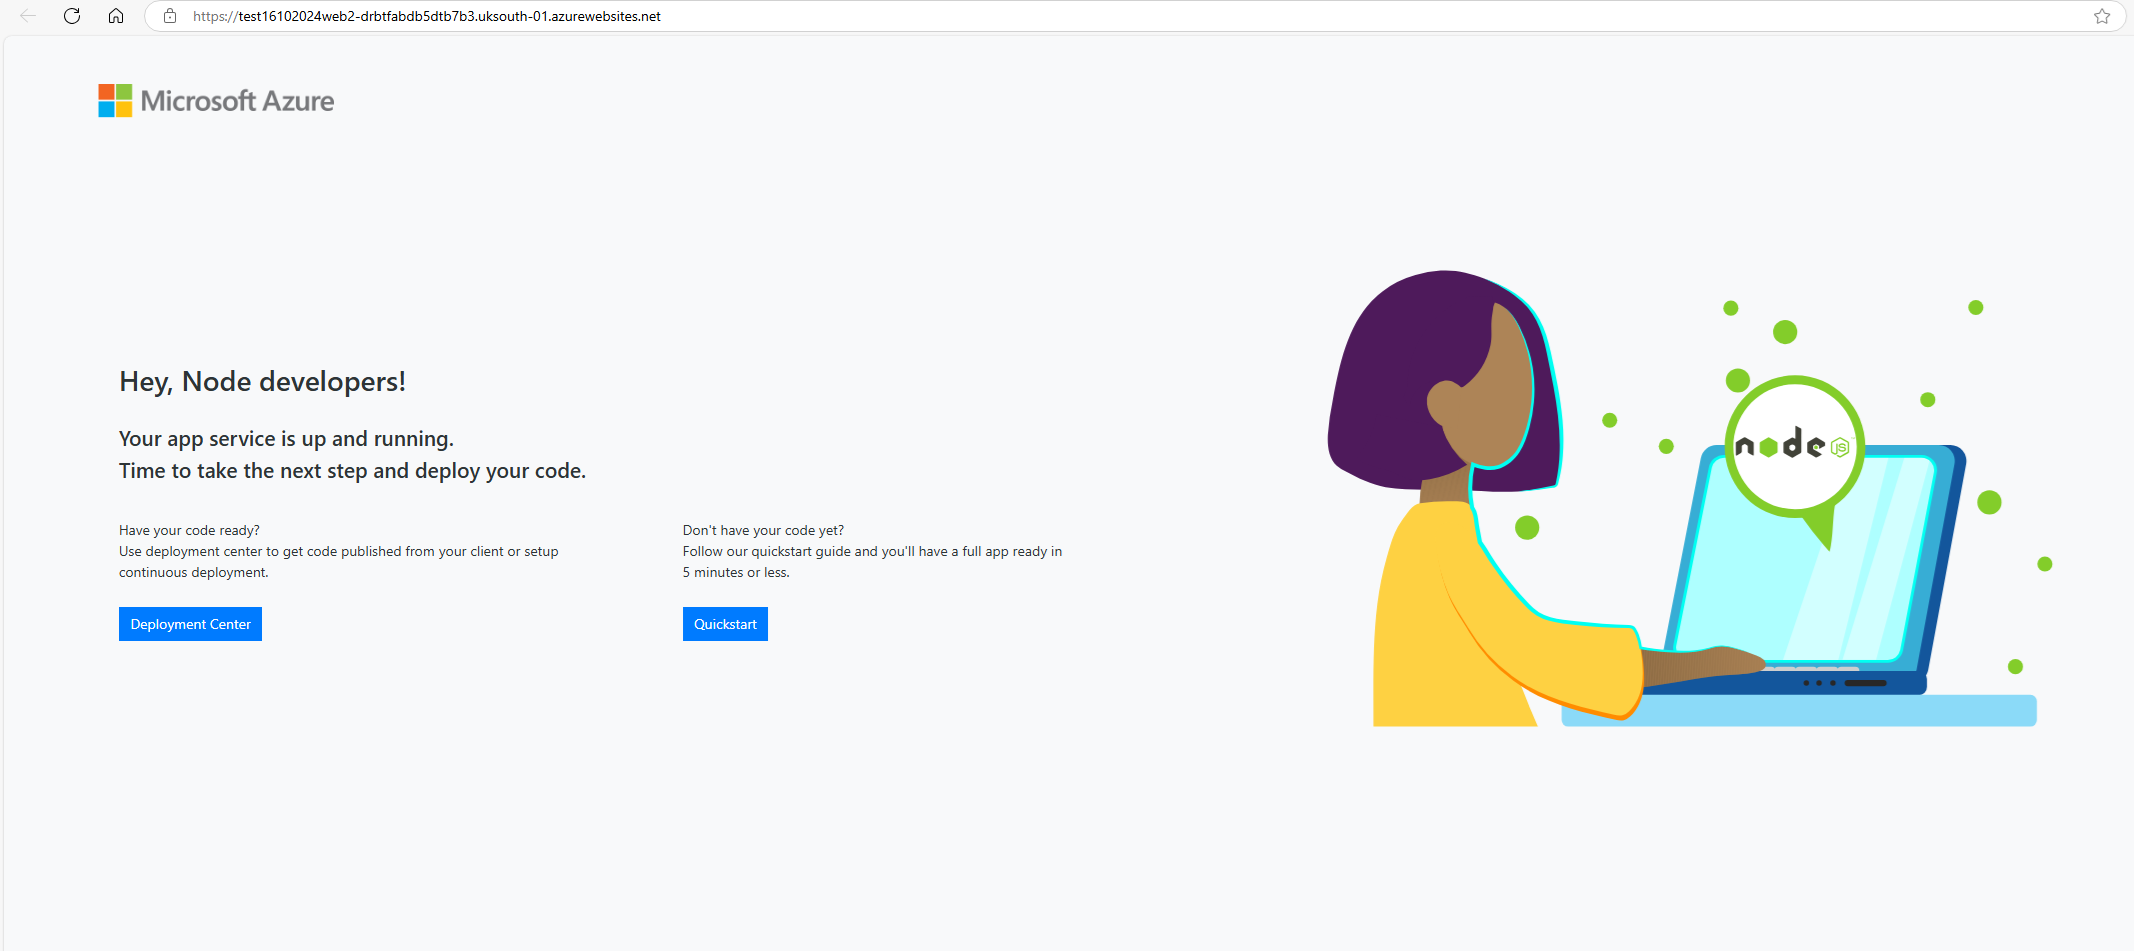 https://test16102024web2-drbtfabdb5dtb7b3.uksouth-01.azurewebsites.net
Microsoft Azure
Hey, Node developers!
Your app service is up and running.
Time to take the next step and deploy your code.
Have your code ready?
Use deployment center to get code published from your client or setup
continuous deployment.
Deployment Center
Don't have your code yet?
Follow our quickstart guide and you'll have a full app ready in
5 minutes or less.
Quickstart
node JS